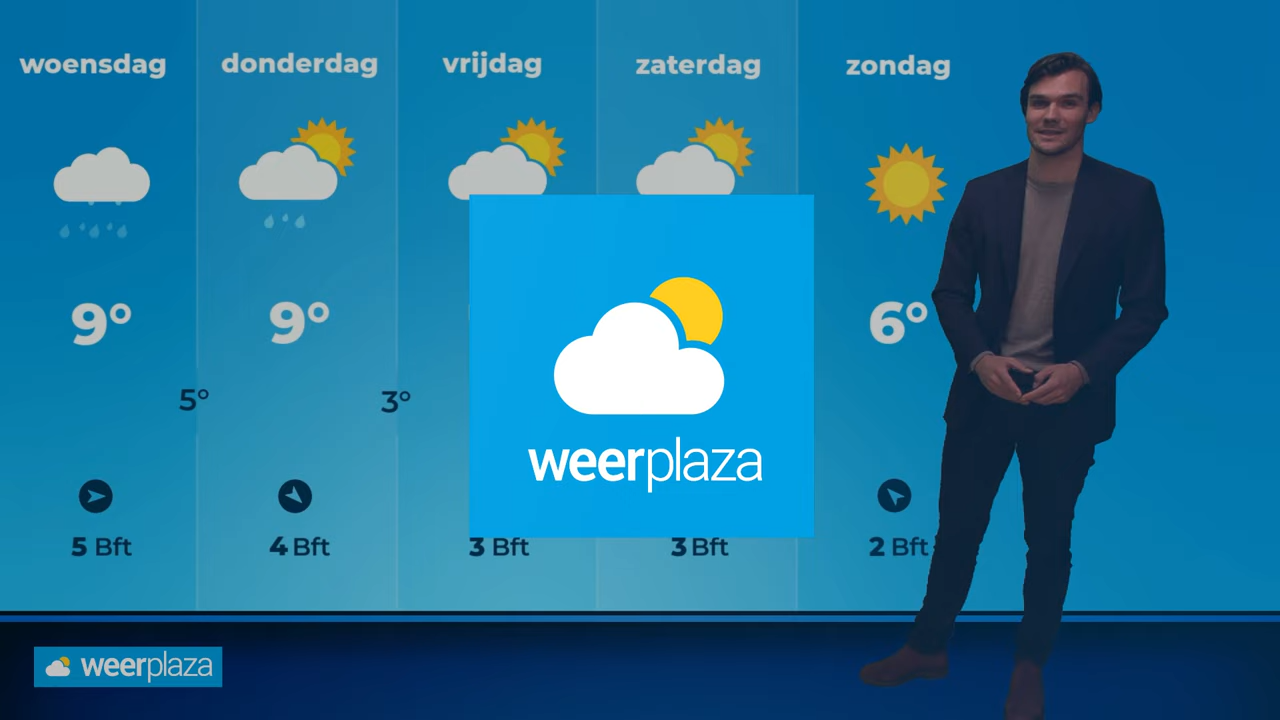 woensdag donderdag vrijdag zaterdag zondag
9° 9° 6°
5° 3°
weerplaza
5 Bft 4 Bft 3 Bft 3 Bft 2 Bft
weerplaza